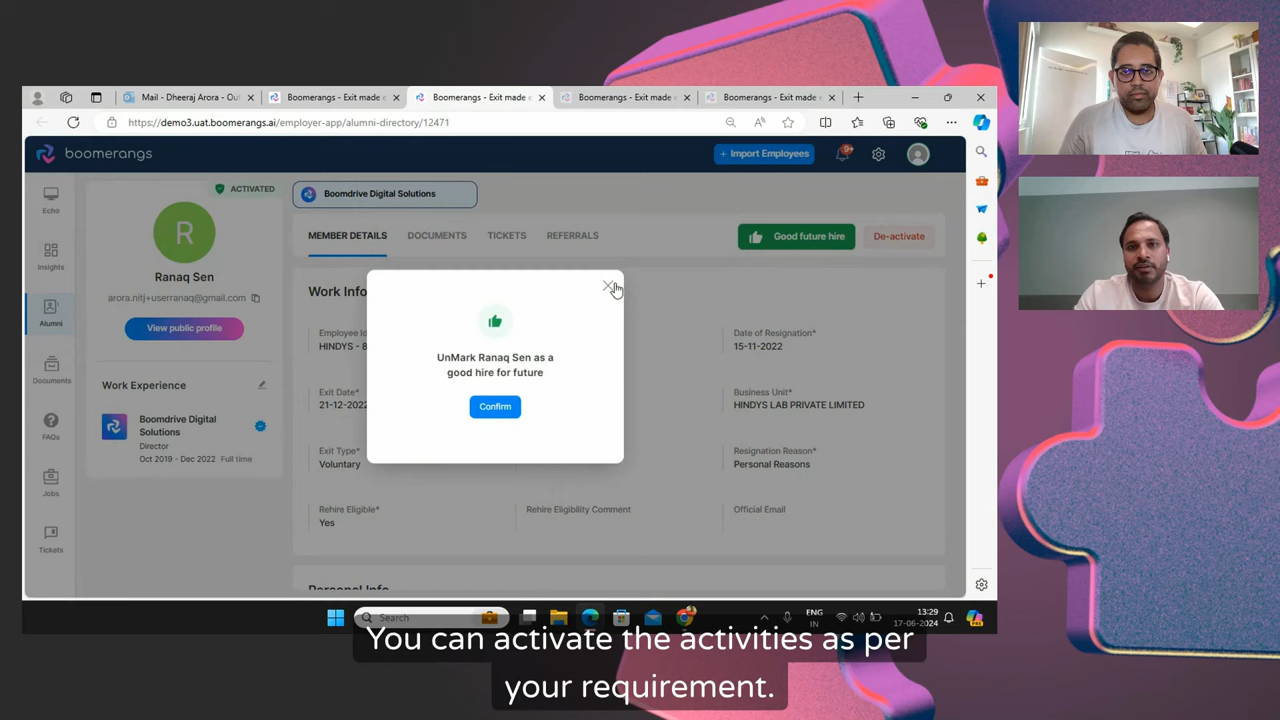 Mail - Dheeraj Arora - Out
Boomerangs - Exit made e
Boomerangs - Exit made e
Boomerangs - Exit made e
Boomerangs - Exit made e
https://demo3.uat.boomerangs.ai/employer-app/alumni-directory/12471
boomerangs
+ Import Employees
9+
Echo
Insights
Alumni
Documents
FAQs
Jobs
Tickets
ACTIVATED
R
Ranaq Sen
arora.nitj+userranaq@gmail.com
View public profile
Work Experience
Boomdrive Digital
Solutions
Director
Oct 2019 - Dec 2022 Full time
Boomdrive Digital Solutions
MEMBER DETAILS DOCUMENTS TICKETS REFERRALS
Good future hire
De-activate
Work Info
Employee Id
HINDYS - 8
Date of Resignation*
15-11-2022
Exit Date*
21-12-2022
Business Unit*
HINDYS LAB PRIVATE LIMITED
Exit Type*
Voluntary
Resignation Reason*
Personal Reasons
Rehire Eligible*
Yes
Rehire Eligibility Comment
Official Email
Personal Info
UnMark Ranaq Sen as a
good hire for future
Confirm
Search
ENG
IN
13:29
17-06-2024
You can activate the activities as per
your requirement.